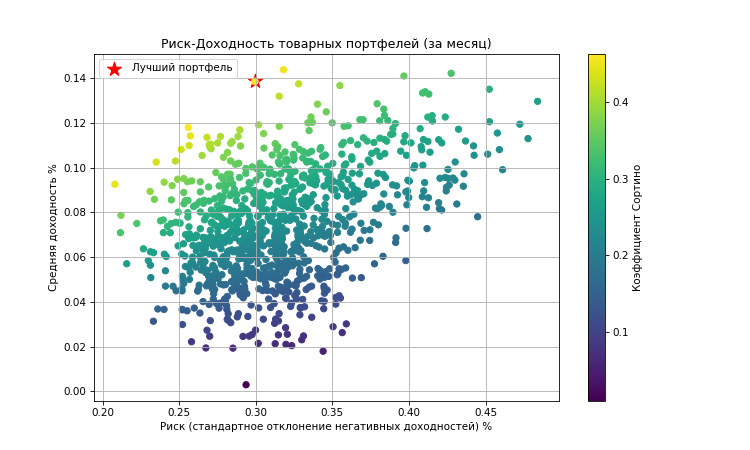 Риск-Доходность товарных портфелей (за месяц)
Лучший портфель
Средняя доходность %
0.14
0.12
0.10
0.08
0.06
0.04
0.02
0.00
0.20 0.25 0.30 0.35 0.40 0.45
Риск (стандартное отклонение негативных доходностей) %
0.4
0.3
0.2
0.1
Коэффициент Сортино